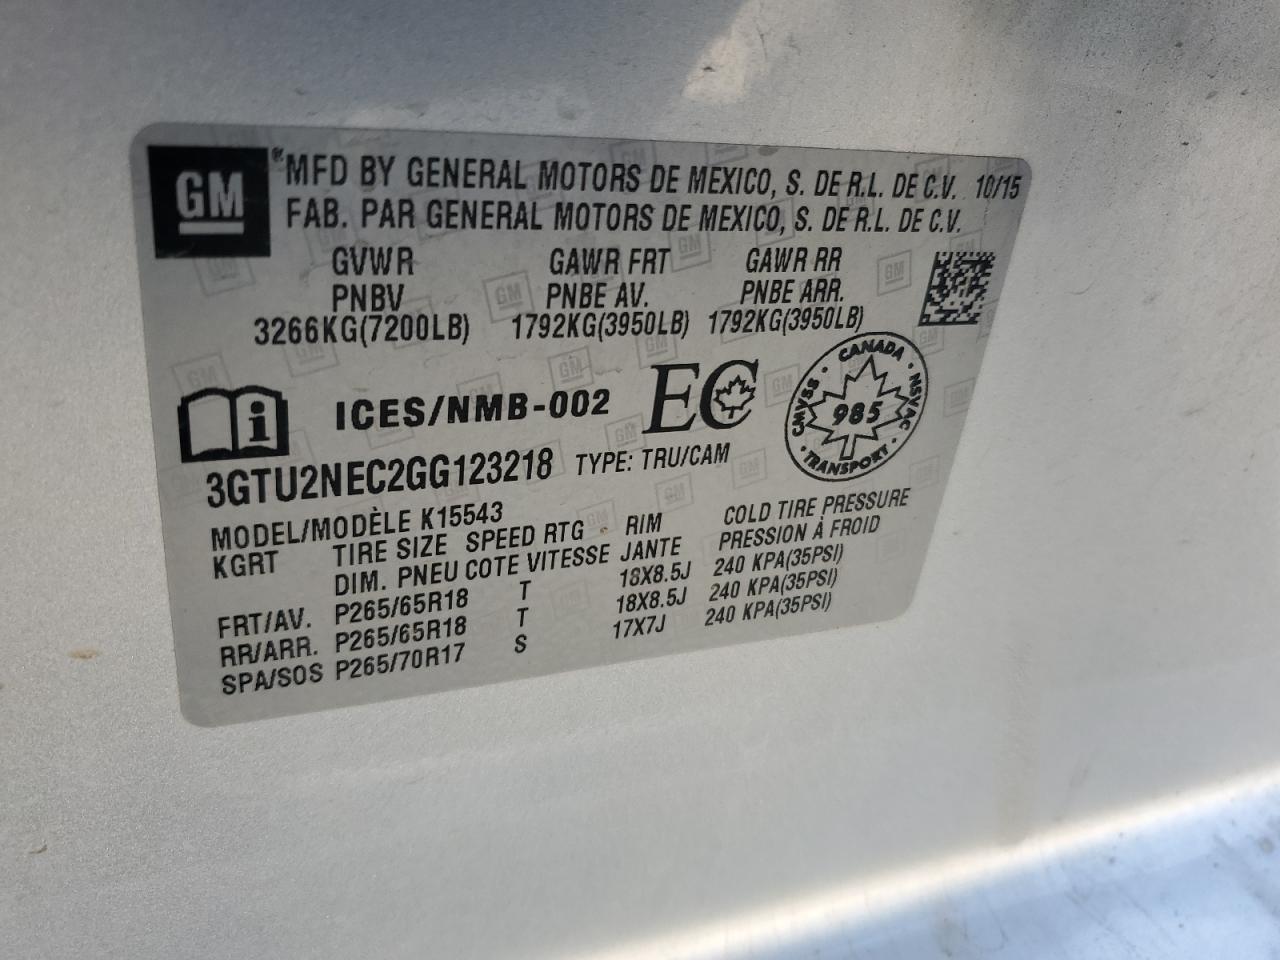 GM
®MFD BY GENERAL MOTORS DE MEXICO, S. DE R.L. DE C.V. 10/15
FAB. PAR GENERAL MOTORS DE MEXICO, S. DE R.L. DE C.V.
GVWR GAWR FRT GAWR RR
PNBV PNBE AV. PNBE ARR.
3266KG(7200LB) 1792KG(3950LB) 1792KG(3950LB)
i ICES/NMB-002 EC
CANADA
CMVSS 985 NSVAC
TRANSPORT
3GTU2NEC2GG123218 TYPE: TRU/CAM
MODEL/MODÈLE K15543
KGRT TIRE SIZE SPEED RTG RIM COLD TIRE PRESSURE
DIM. PNEU COTE VITESSE JANTE PRESSION À FROID
FRT/AV. P265/65R18 T 18X8.5J 240 KPA(35PSI)
RR/ARR. P265/65R18 T 18X8.5J 240 KPA(35PSI)
SPA/SOS P265/70R17 S 17X7J 240 KPA(35PSI)